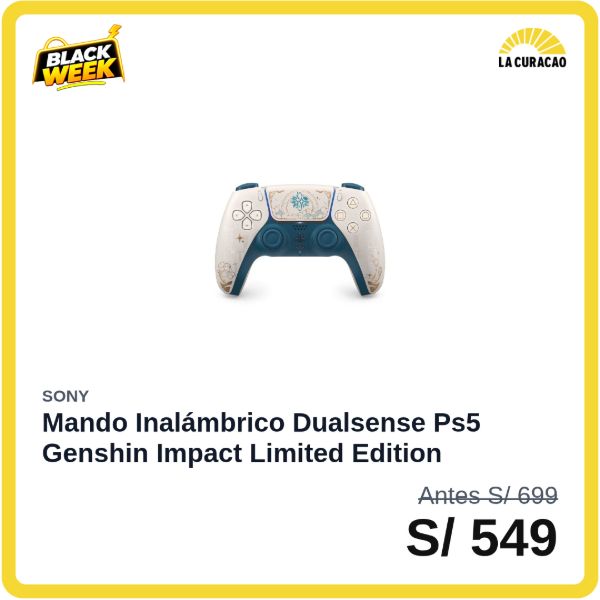 BLACK
WEEK
LA CURACAO
SONY
Mando Inalámbrico Dualsense Ps5
Genshin Impact Limited Edition
Antes S/ 699
S/ 549